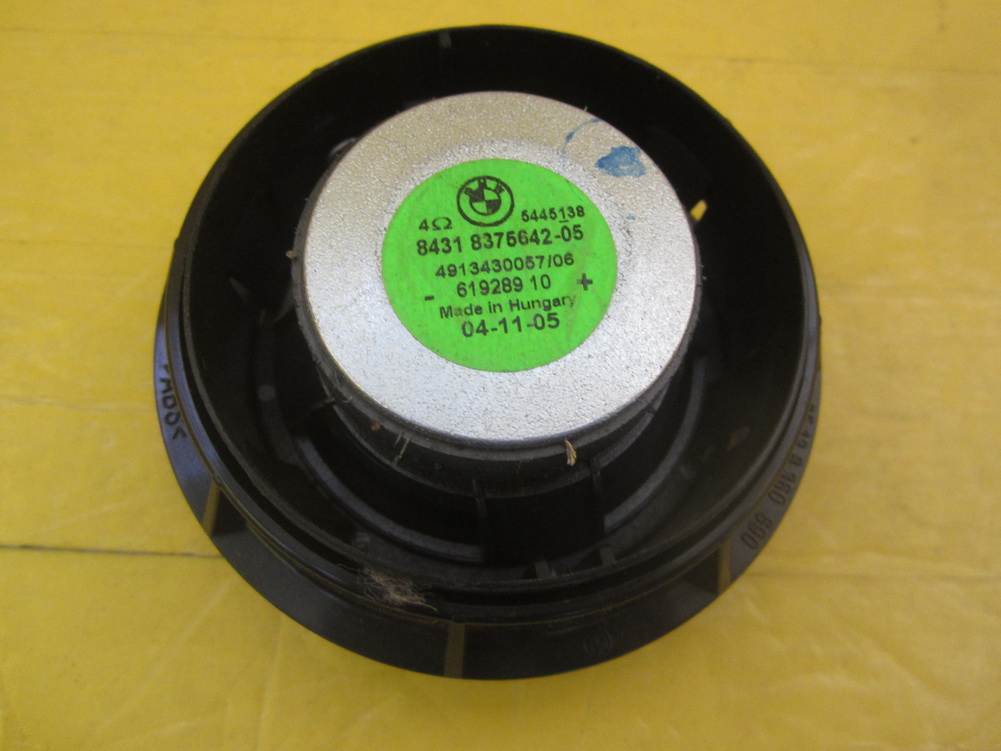 4Ω 5445138
8431 8375642-05
4913430057/06
- 619289 10 +
Made in Hungary
04-11-05